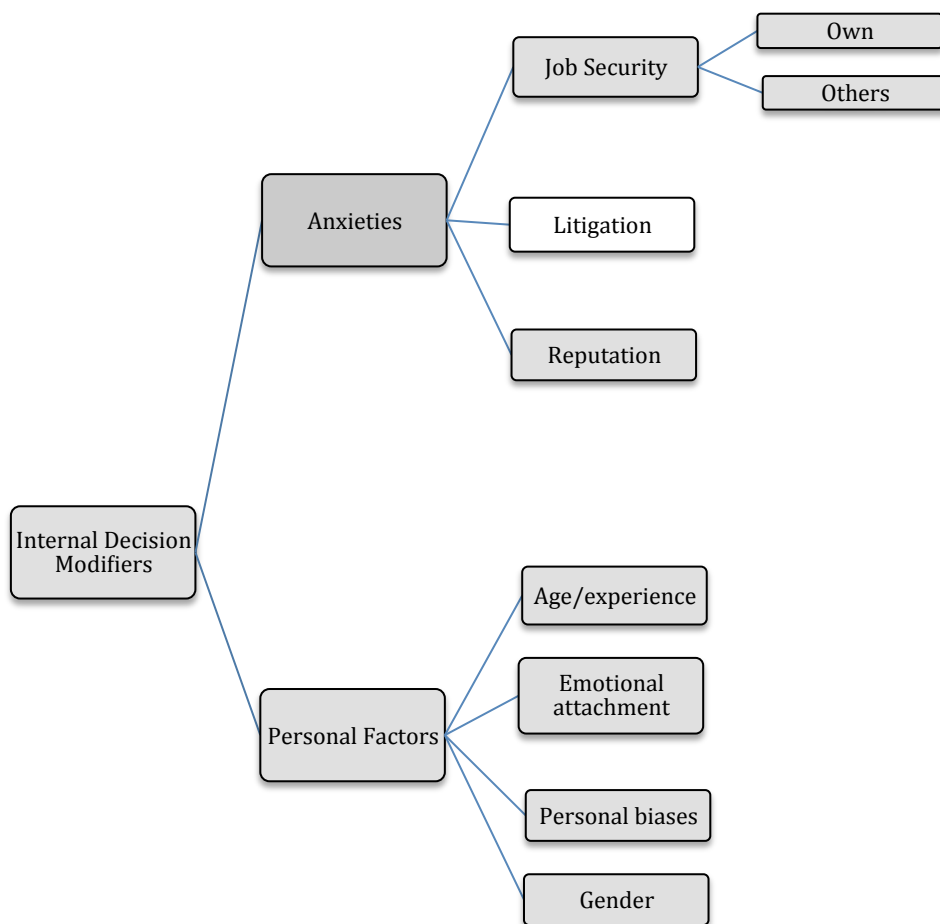 Own
Job Security
Others
Anxieties
Litigation
Reputation
Internal Decision
Modifiers
Age/experience
Emotional
attachment
Personal Factors
Personal biases
Gender